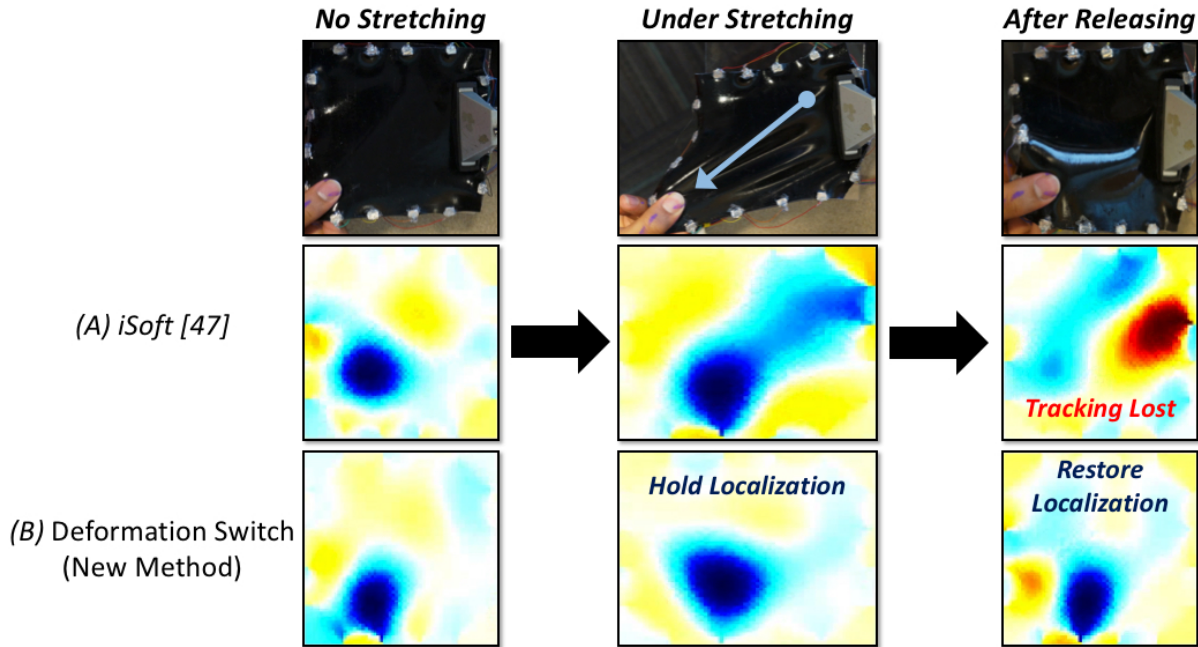 No Stretching
Under Stretching
After Releasing
(A) iSoft [47]
Tracking Lost
(B) Deformation Switch
(New Method)
Hold Localization
Restore
Localization